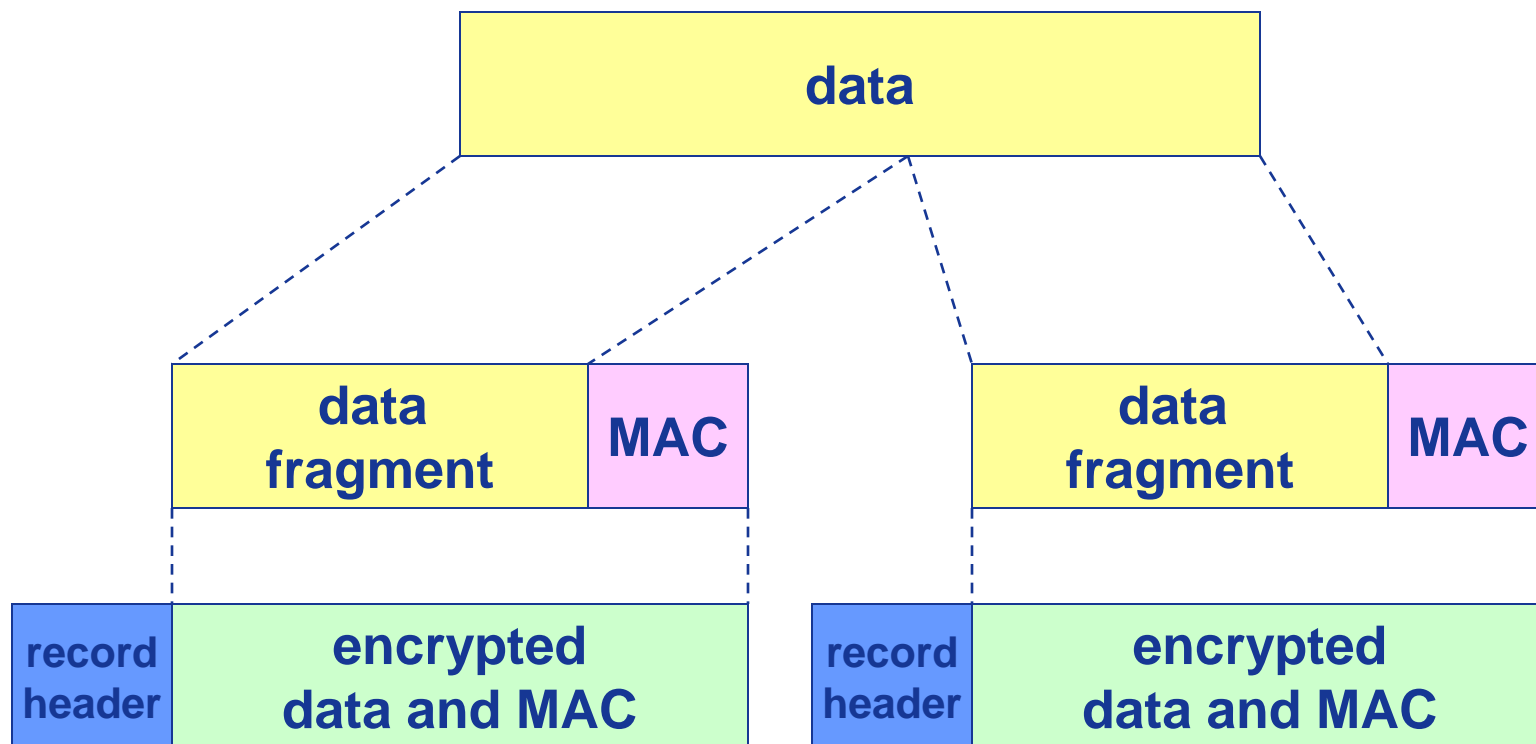 data
data
fragment
MAC
data
fragment
MAC
record
header
encrypted
data and MAC
record
header
encrypted
data and MAC